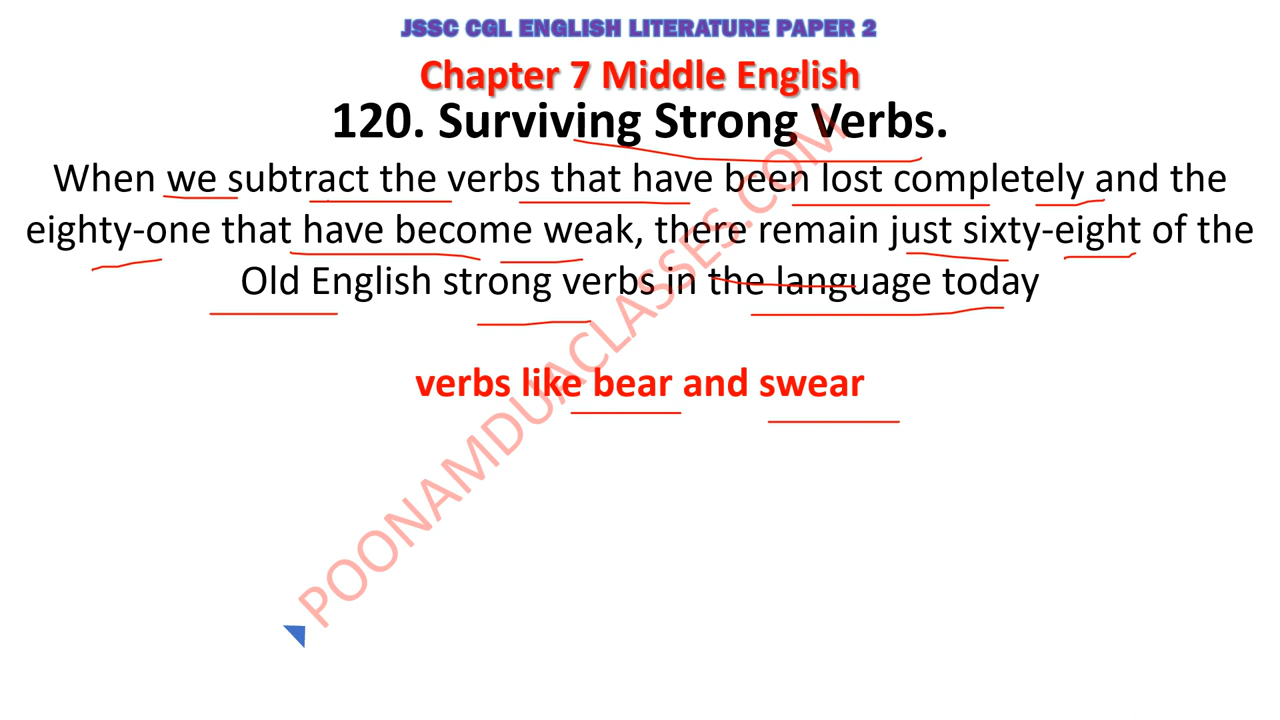 JSSC CGL ENGLISH LITERATURE PAPER 2
Chapter 7 Middle English
120. Surviving Strong Verbs.
When we subtract the verbs that have been lost completely and the
eighty-one that have become weak, there remain just sixty-eight of the
Old English strong verbs in the language today
verbs like bear and swear
POONAMDUACLASSES.COM